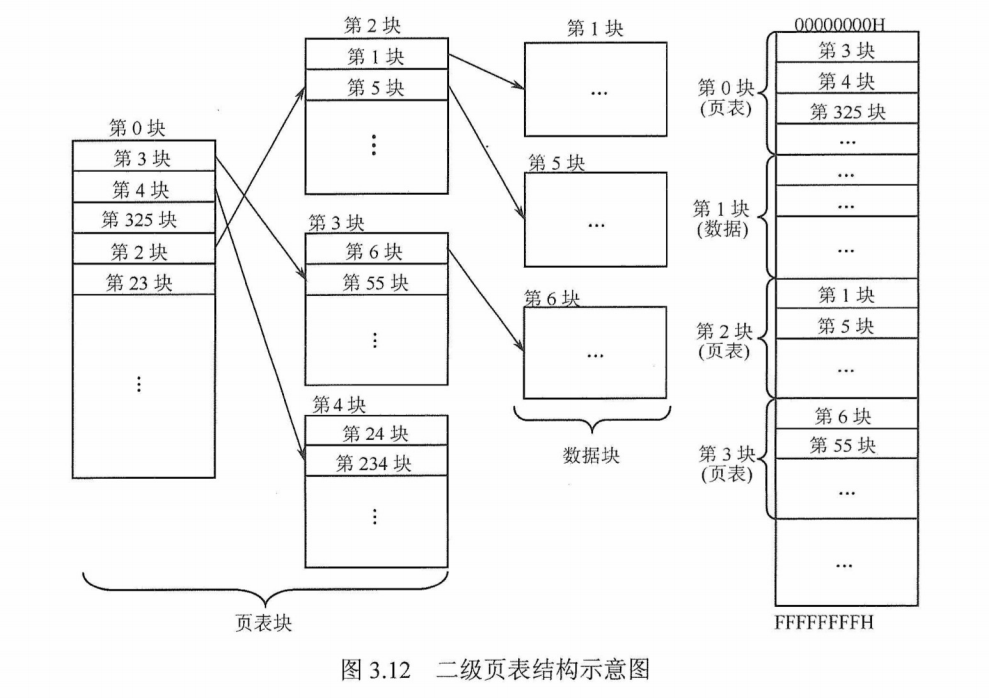 第 0 块
第 3 块
第 4 块
第 325 块
第 2 块
第 23 块
⋮
第 2 块
第 1 块
第 5 块
⋮
第 3 块
第 6 块
第 55 块
⋮
第 4 块
第 24 块
第 234 块
⋮
页表块
第 1 块
...
第 5 块
...
第 6 块
...
数据块
00000000H
第 0 块
(页表)
第 3 块
第 4 块
第 325 块
...
第 1 块
(数据)
...
...
...
第 2 块
(页表)
第 1 块
第 5 块
...
第 3 块
(页表)
第 6 块
第 55 块
...
...
FFFFFFFFH
图 3.12 二级页表结构示意图